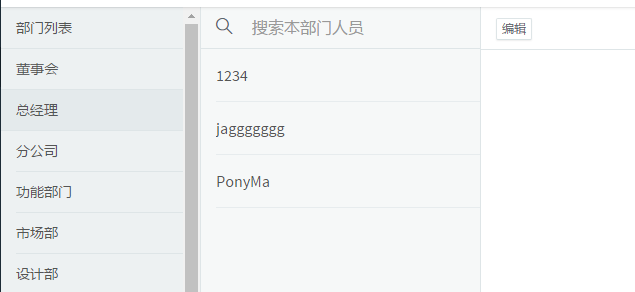 部门列表
董事会
总经理
分公司
功能部门
市场部
设计部
搜索本部门人员
1234
jaggggggg
PonyMa
编辑